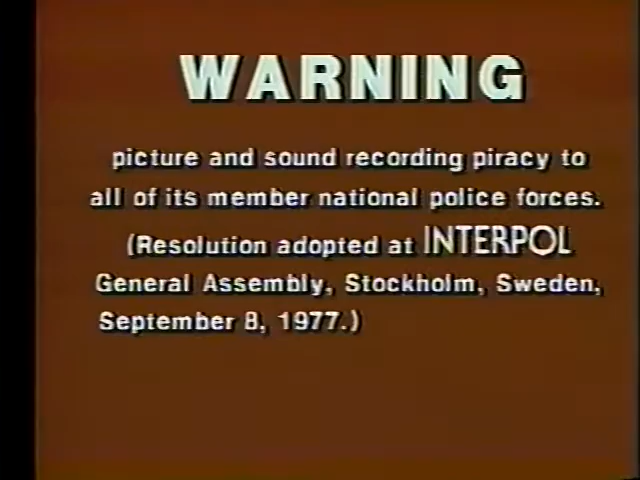 WARNING
picture and sound recording piracy to
all of its member national police forces.
(Resolution adopted at INTERPOL
General Assembly, Stockholm, Sweden,
September 8, 1977.)